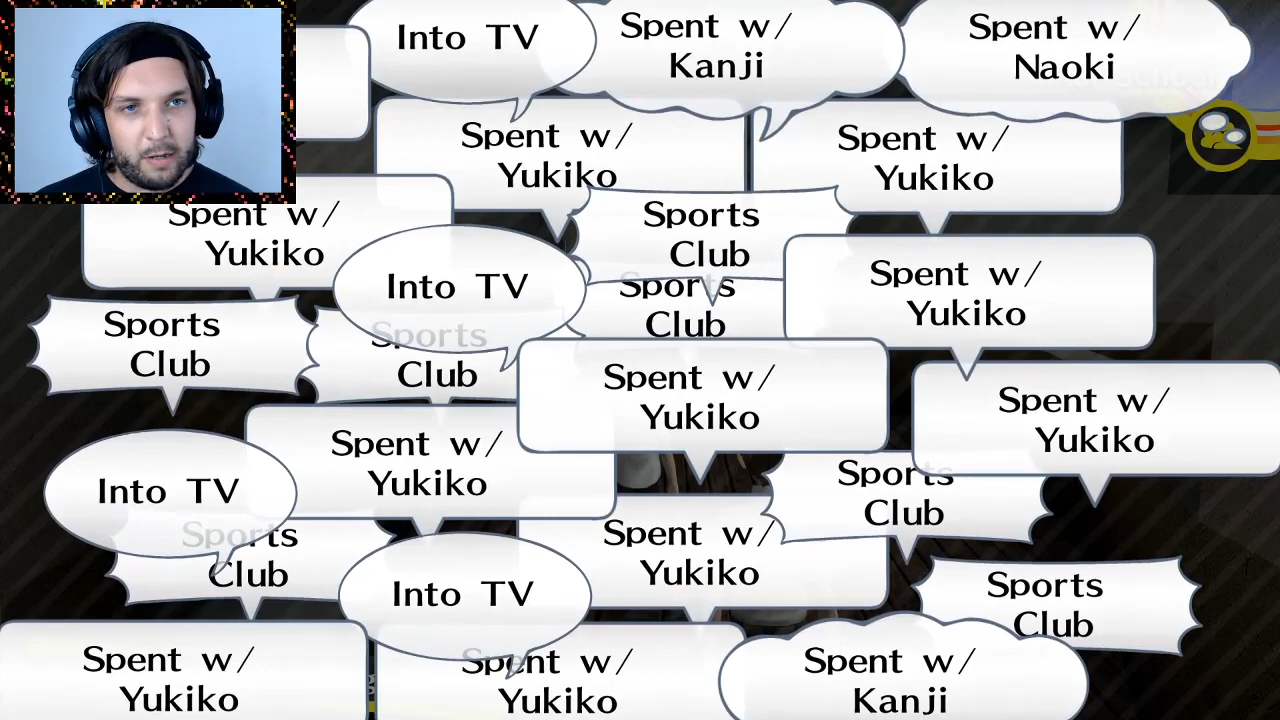 Into TV
Spent w/
Kanji
Spent w/
Naoki
Spent w/
Yukiko
Spent w/
Yukiko
Spent w/
Yukiko
Sports
Club
Into TV
Sports
Club
Spent w/
Yukiko
Sports
Club
Sports
Club
Spent w/
Yukiko
Spent w/
Yukiko
Spent w/
Yukiko
Into TV
Sports
Club
Sports
Club
Spent w/
Yukiko
Into TV
Sports
Club
Spent w/
Yukiko
Spent w/
Yukiko
Spent w/
Kanji